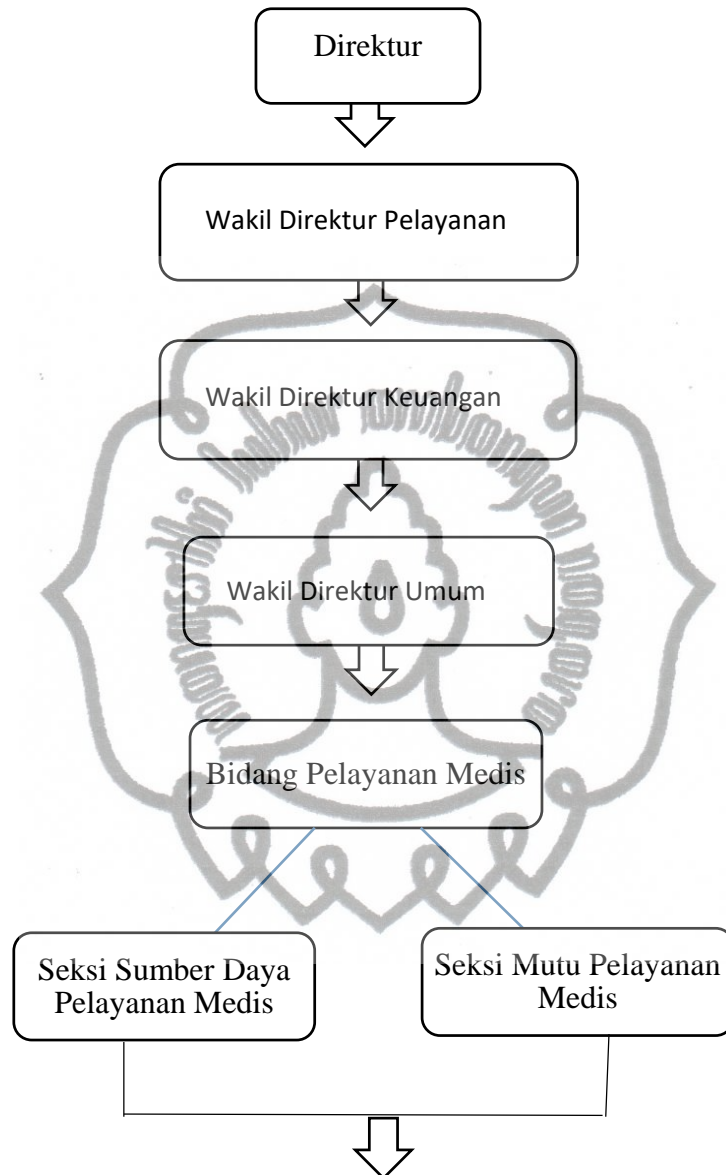 Direktur
Wakil Direktur Pelayanan
Wakil Direktur Keuangan
Wakil Direktur Umum
Bidang Pelayanan Medis
Seksi Sumber Daya
Pelayanan Medis
Seksi Mutu Pelayanan
Medis